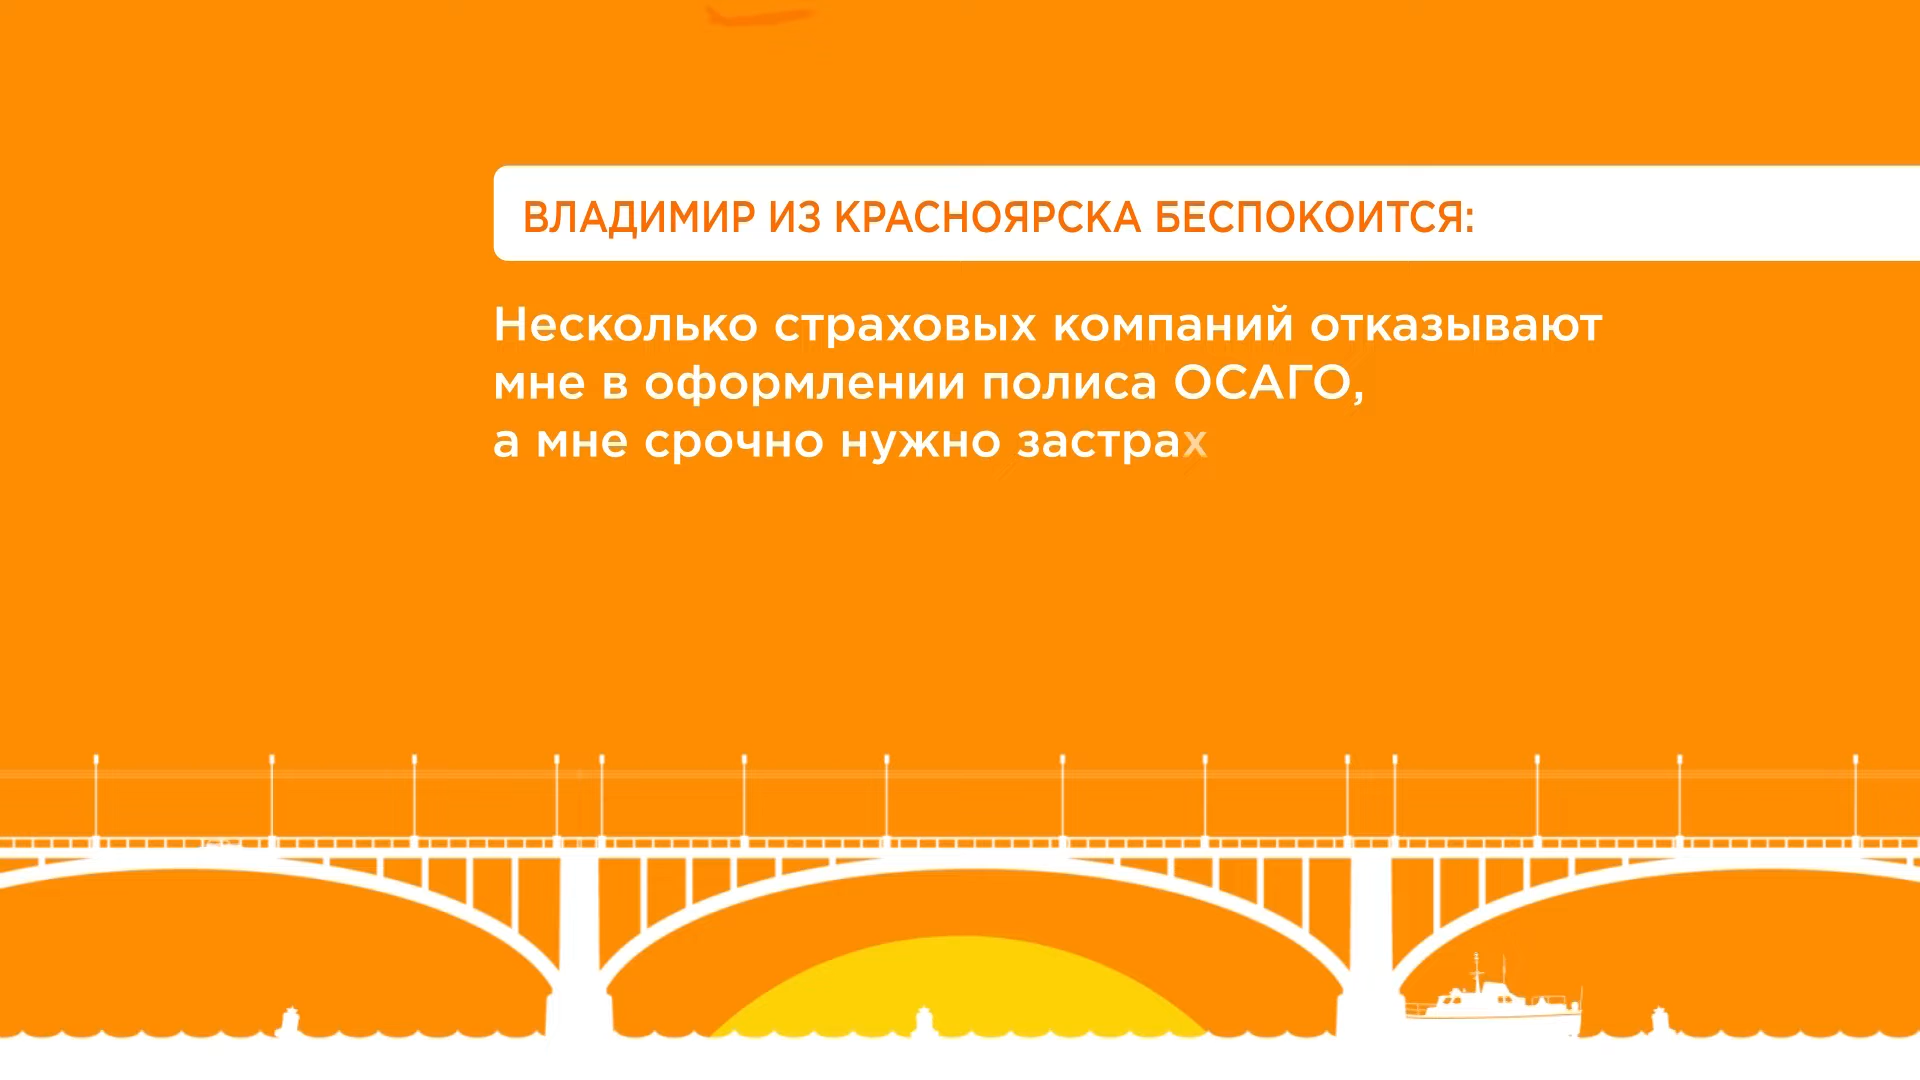 ВЛАДИМИР ИЗ КРАСНОЯРСКА БЕСПОКОИТСЯ:
Несколько страховых компаний отказывают
мне в оформлении полиса ОСАГО,
а мне срочно нужно застрах